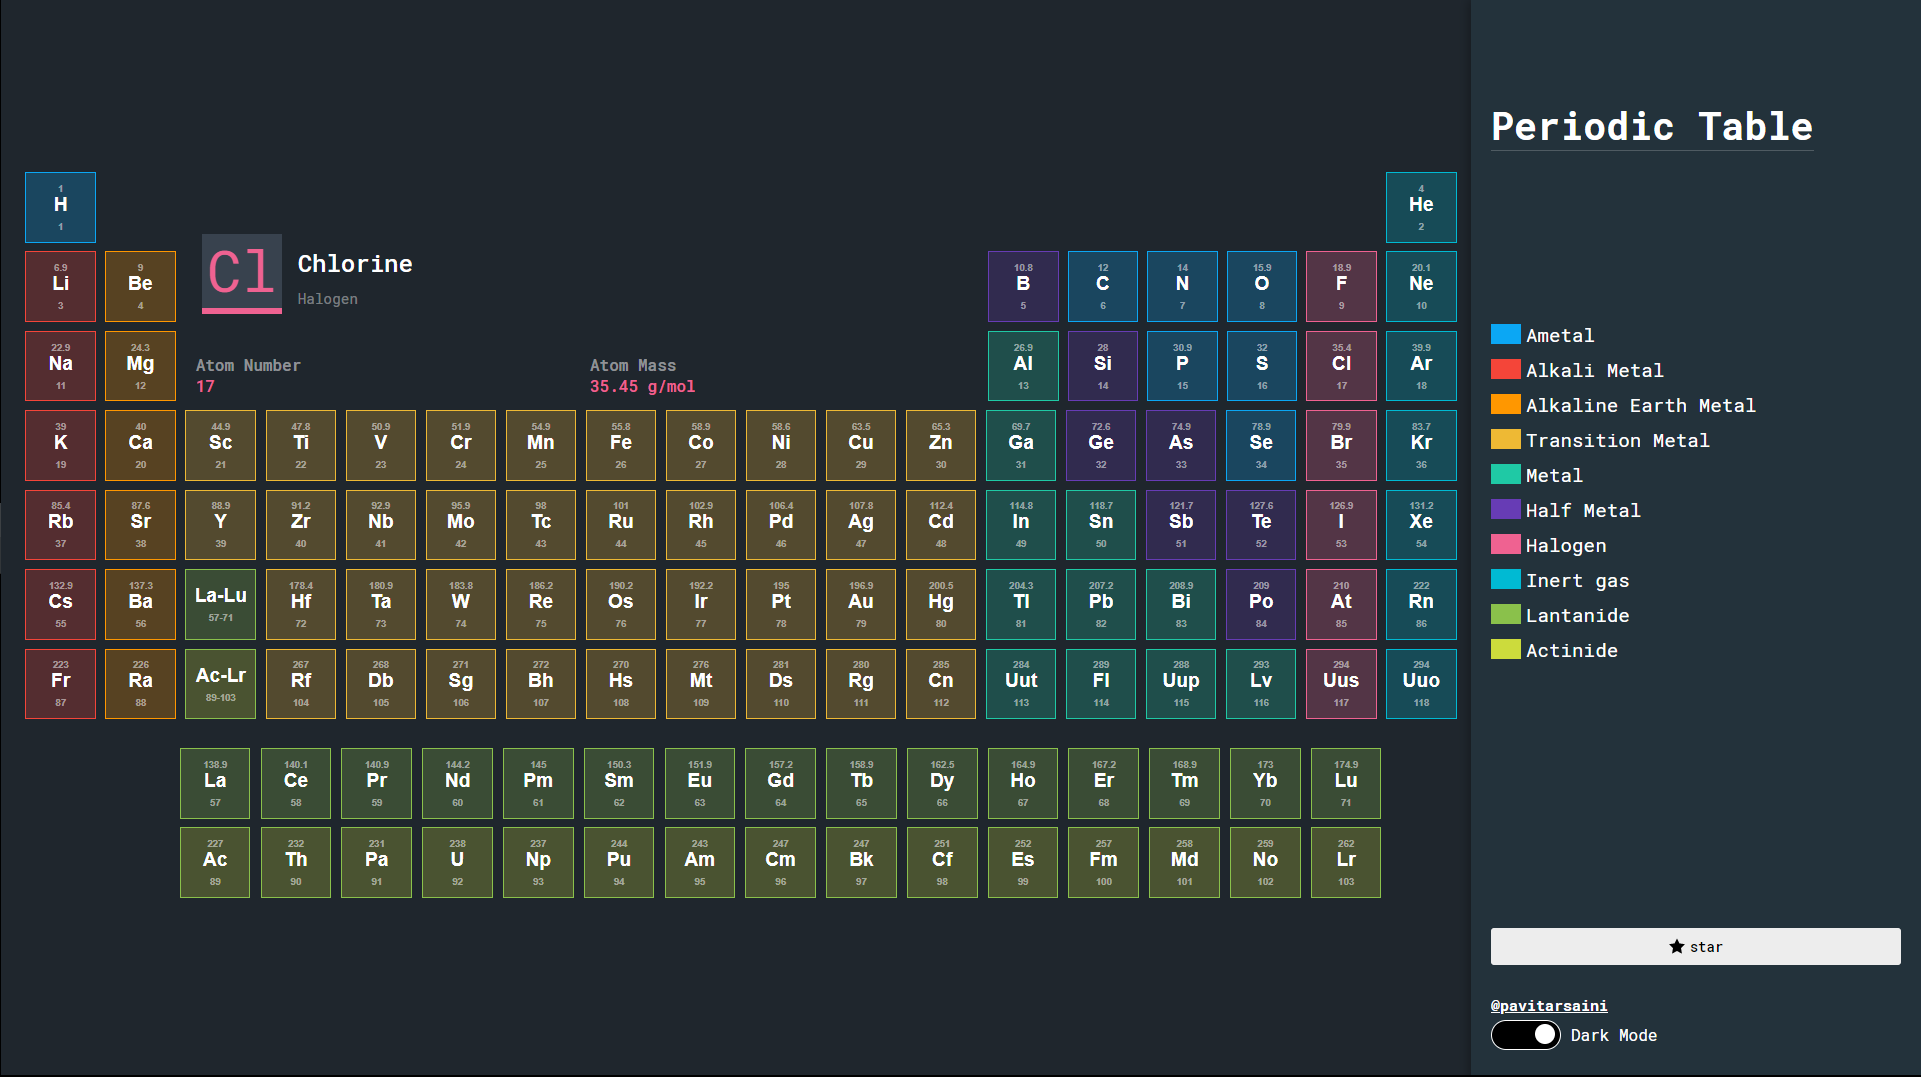 Periodic Table
1 4
H He
1 2
Cl Chlorine
Halogen
6.9 9 10.8 12 14 15.9 18.9 20.1
Li Be B C N O F Ne
3 4 5 6 7 8 9 10
22.9 24.3 26.9 28 30.9 32 35.4 39.9
Na Mg Al Si P S Cl Ar
11 12 13 14 15 16 17 18
Atom Number Atom Mass
17 35.45 g/mol
39 40 44.9 47.8 50.9 51.9 54.9 55.8 58.9 58.6 63.5 65.3 69.7 72.6 74.9 78.9 79.9 83.7
K Ca Sc Ti V Cr Mn Fe Co Ni Cu Zn Ga Ge As Se Br Kr
19 20 21 22 23 24 25 26 27 28 29 30 31 32 33 34 35 36
85.4 87.6 88.9 91.2 92.9 95.9 98 101 102.9 106.4 107.8 112.4 114.8 118.7 121.7 127.6 126.9 131.2
Rb Sr Y Zr Nb Mo Tc Ru Rh Pd Ag Cd In Sn Sb Te I Xe
37 38 39 40 41 42 43 44 45 46 47 48 49 50 51 52 53 54
132.9 137.3 178.4 180.9 183.8 186.2 190.2 192.2 195 196.9 200.5 204.3 207.2 208.9 209 210 222
Cs Ba La-Lu Hf Ta W Re Os Ir Pt Au Hg Tl Pb Bi Po At Rn
55 56 57-71 72 73 74 75 76 77 78 79 80 81 82 83 84 85 86
223 226 267 268 271 272 270 276 281 280 285 284 289 288 293 294 294
Fr Ra Ac-Lr Rf Db Sg Bh Hs Mt Ds Rg Cn Uut Fl Uup Lv Uus Uuo
87 88 89-103 104 105 106 107 108 109 110 111 112 113 114 115 116 117 118
138.9 140.1 140.9 144.2 145 150.3 151.9 157.2 158.9 162.5 164.9 167.2 168.9 173 174.9
La Ce Pr Nd Pm Sm Eu Gd Tb Dy Ho Er Tm Yb Lu
57 58 59 60 61 62 63 64 65 66 67 68 69 70 71
227 232 231 238 237 244 243 247 247 251 252 257 258 259 262
Ac Th Pa U Np Pu Am Cm Bk Cf Es Fm Md No Lr
89 90 91 92 93 94 95 96 97 98 99 100 101 102 103
Ametal
Alkali Metal
Alkaline Earth Metal
Transition Metal
Metal
Half Metal
Halogen
Inert gas
Lantanide
Actinide
star
@pavitarsaini
Dark Mode